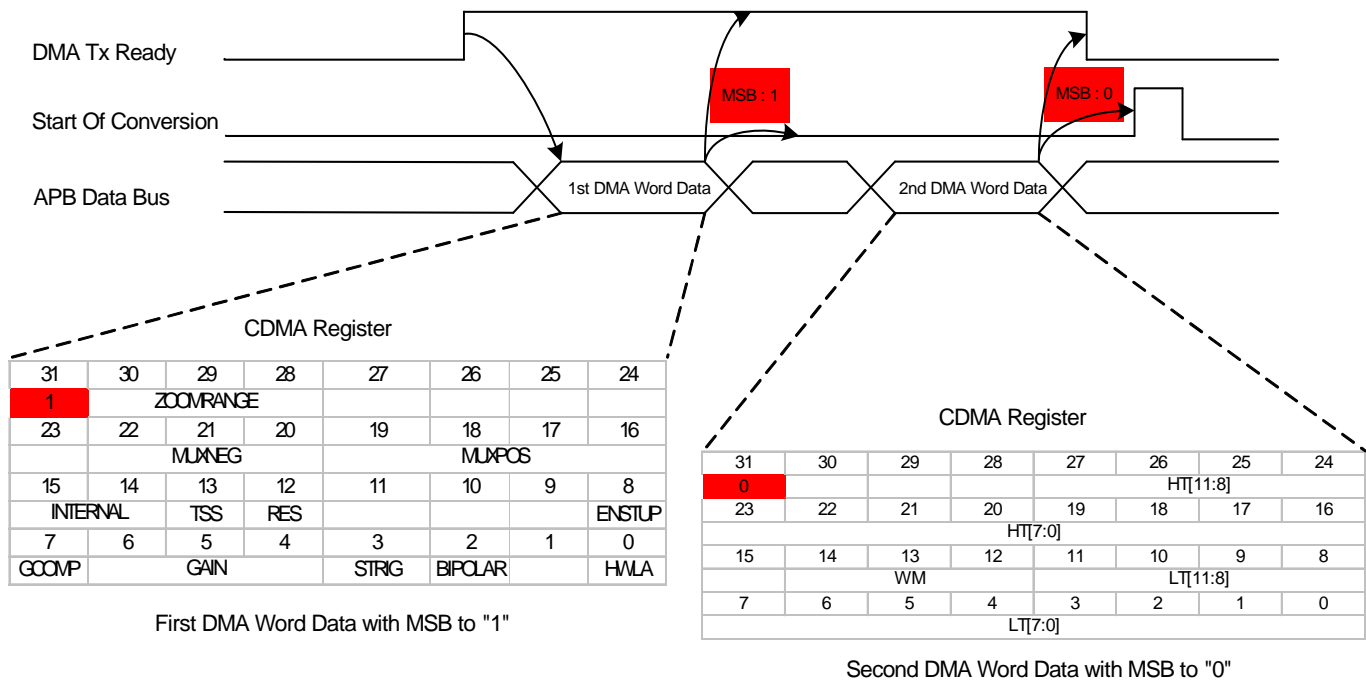 DMA Tx Ready
MSB : 1
MSB : 0
Start Of Conversion
APB Data Bus
1st DMA Word Data
2nd DMA Word Data
CDMA Register
31 30 29 28 27 26 25 24
1 ZOOMRANGE
23 22 21 20 19 18 17 16
MUXNEG MUXPOS
15 14 13 12 11 10 9 8
INTERNAL TSS RES ENSTUP
7 6 5 4 3 2 1 0
GCOMP GAIN STRIG BIPOLAR HWLA
First DMA Word Data with MSB to "1"
CDMA Register
31 30 29 28 27 26 25 24
0 HT[11:8]
23 22 21 20 19 18 17 16
HT[7:0]
15 14 13 12 11 10 9 8
WM LT[11:8]
7 6 5 4 3 2 1 0
LT[7:0]
Second DMA Word Data with MSB to "0"